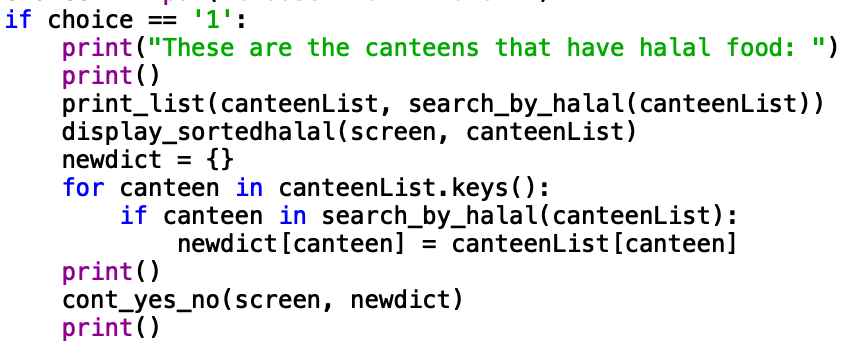 if choice == '1':
    print("These are the canteens that have halal food: ")
    print()
    print_list(canteenList, search_by_halal(canteenList))
    display_sortedhalal(screen, canteenList)
    newdict = {}
    for canteen in canteenList.keys():
        if canteen in search_by_halal(canteenList):
            newdict[canteen] = canteenList[canteen]
    print()
    cont_yes_no(screen, newdict)
    print()